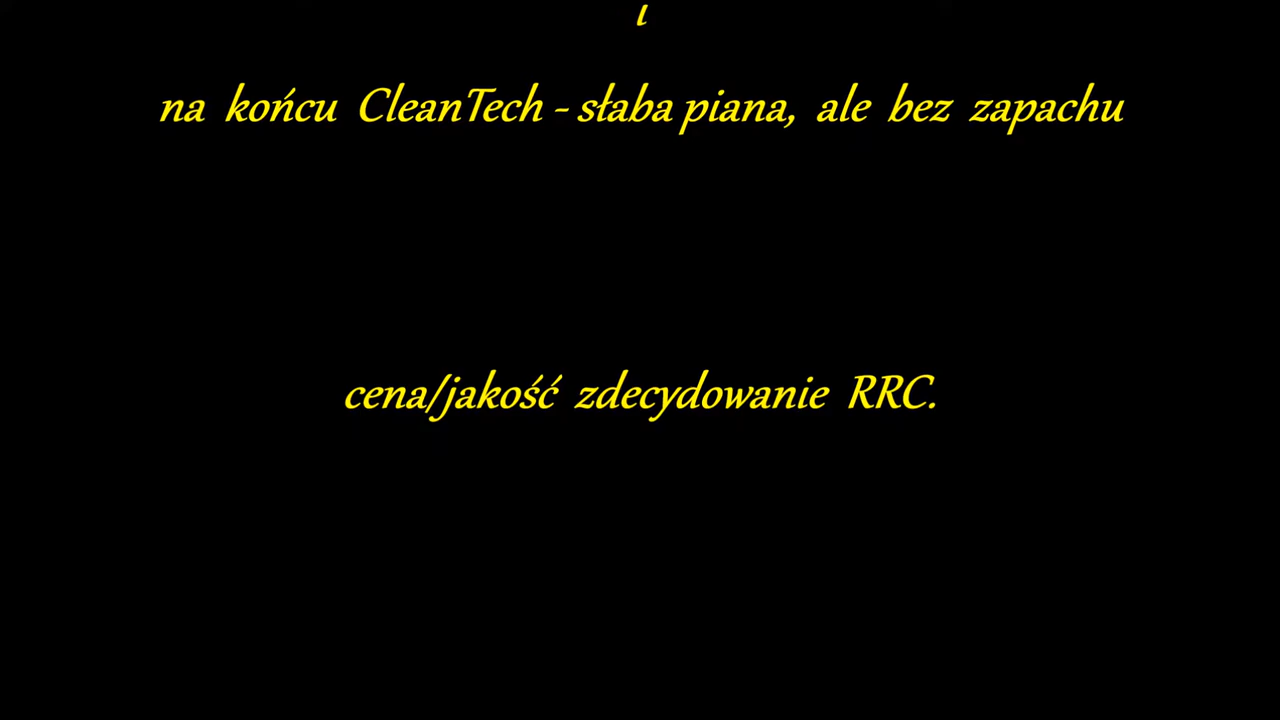 i
na końcu CleanTech - słaba piana, ale bez zapachu
cena/jakość zdecydowanie RRC.